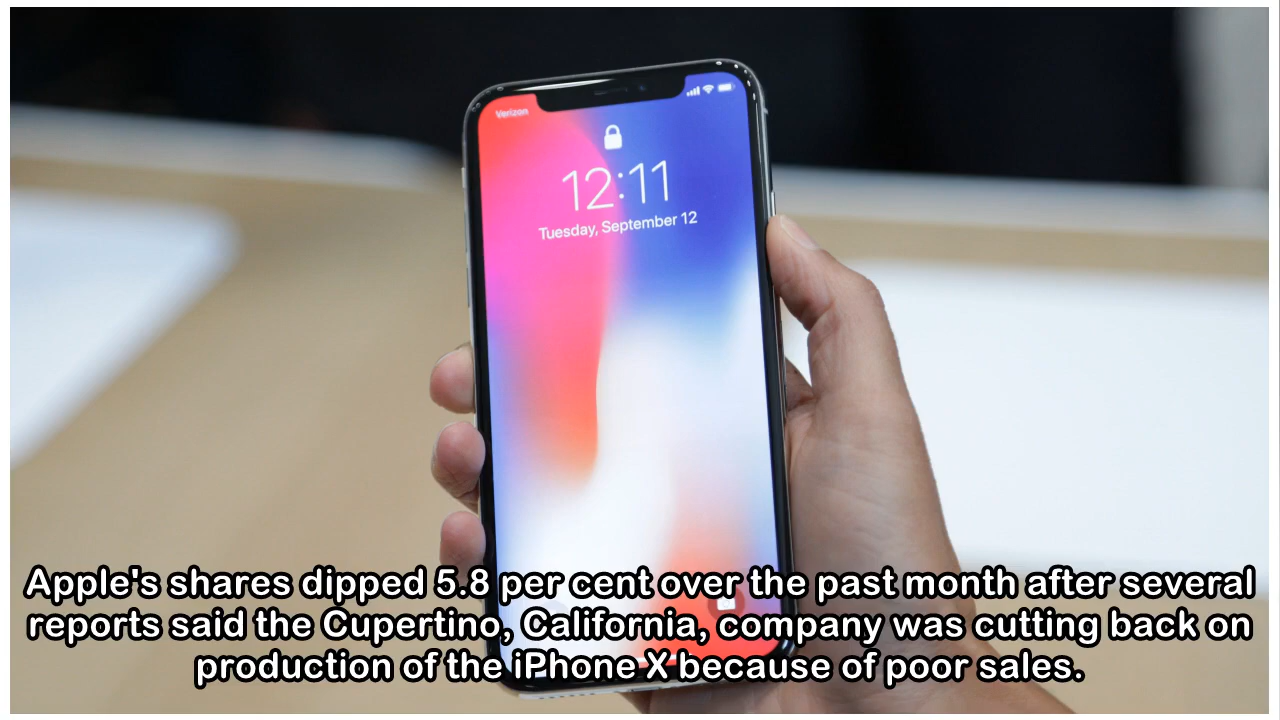 Verizon
12:11
Tuesday, September 12
Apple's shares dipped 5.8 per cent over the past month after several
reports said the Cupertino, California, company was cutting back on
production of the iPhone X because of poor sales.